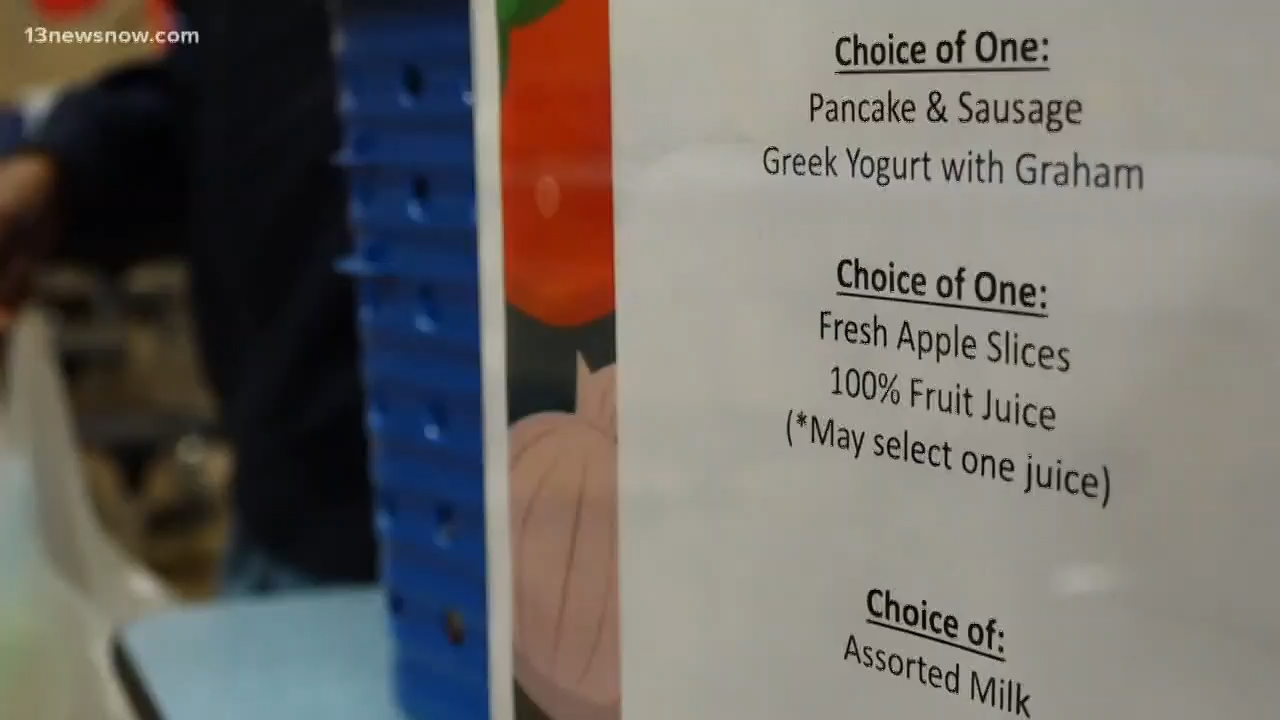 13newsnow.com
Choice of One:
Pancake & Sausage
Greek Yogurt with Graham
Choice of One:
Fresh Apple Slices
100% Fruit Juice
(*May select one juice)
Choice of:
Assorted Milk